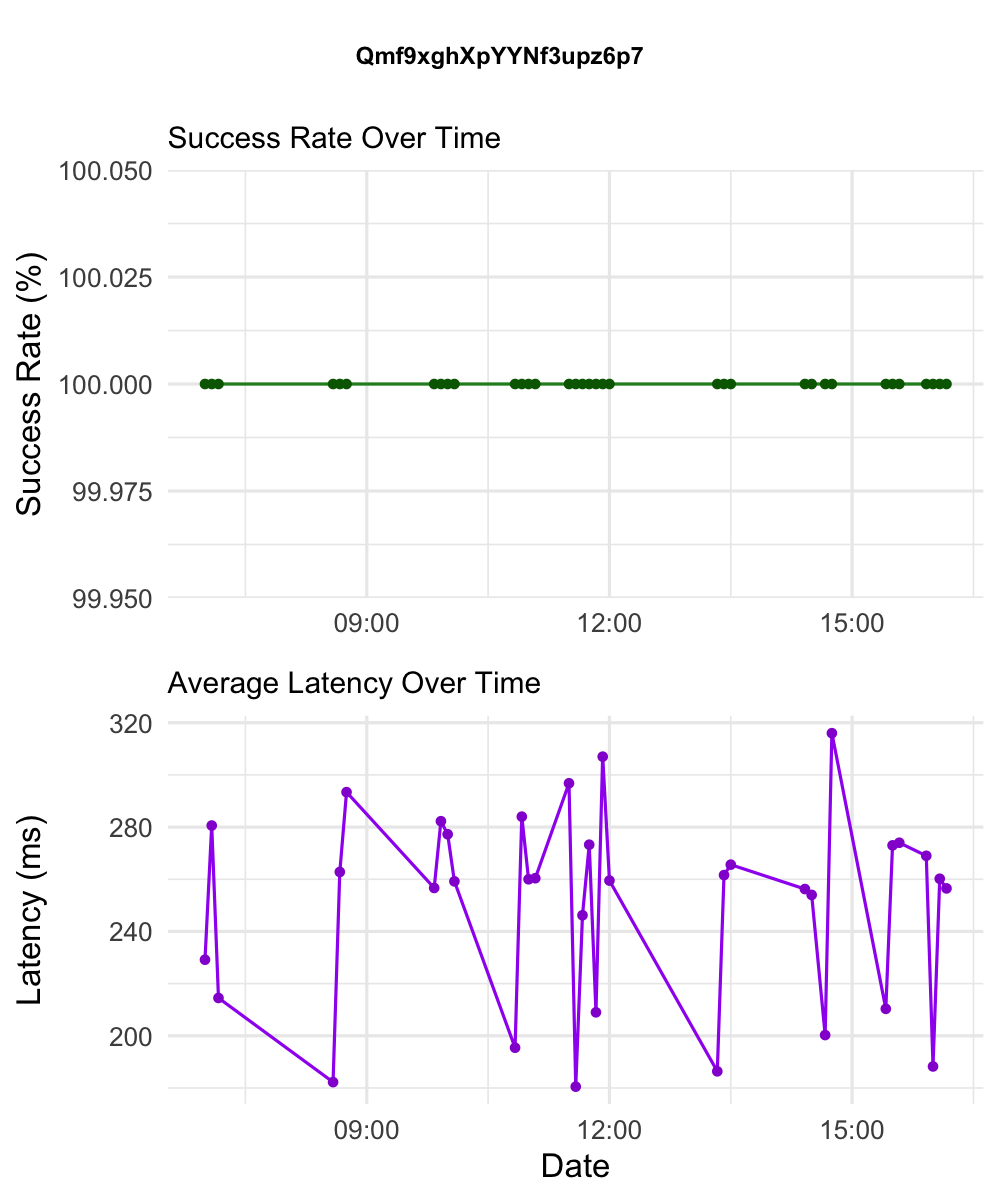 Qmf9xghXpYYNf3upz6p7
Success Rate Over Time
Success Rate (%)
100.050
100.025
100.000
99.975
99.950
09:00 12:00 15:00
Average Latency Over Time
Latency (ms)
320
280
240
200
09:00 12:00 15:00
Date